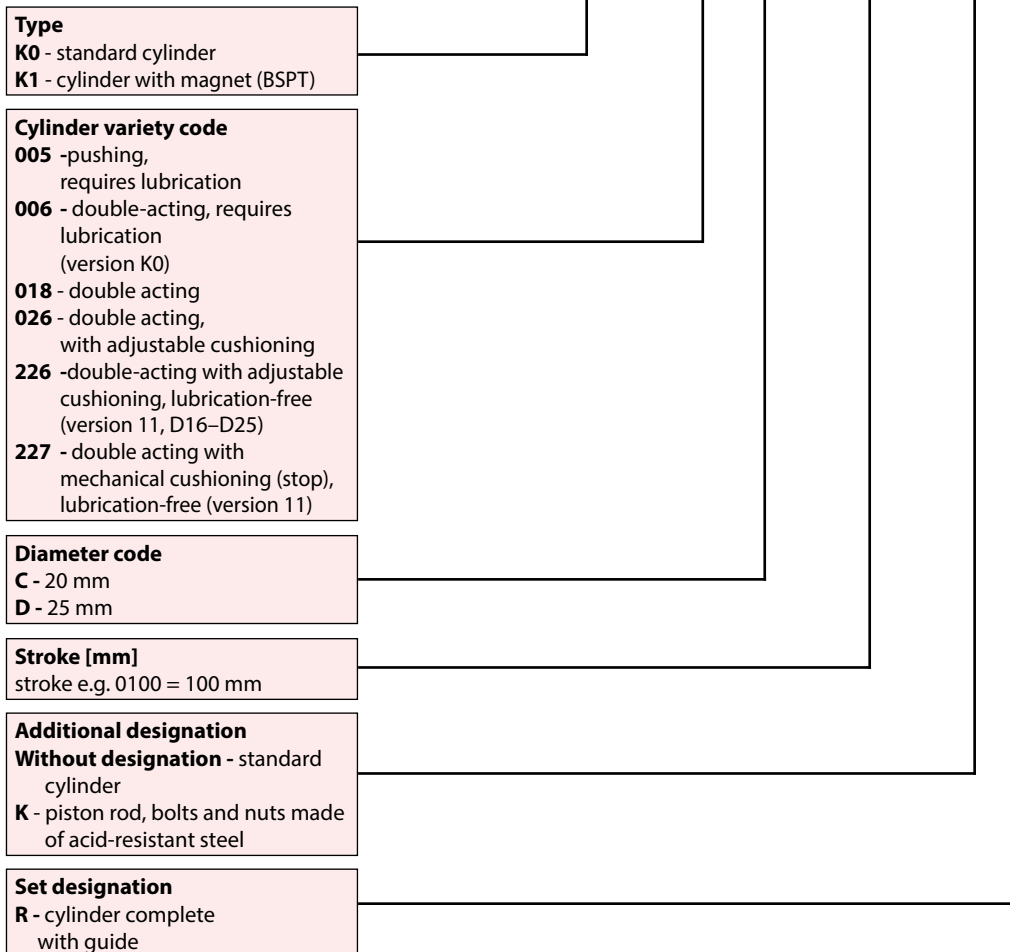 Type
K0 - standard cylinder
K1 - cylinder with magnet (BSPT)
Cylinder variety code
005 -pushing,
requires lubrication
006 - double-acting, requires
lubrication
(version K0)
018 - double acting
026 - double acting,
with adjustable cushioning
226 -double-acting with adjustable
cushioning, lubrication-free
(version 11, D16–D25)
227 - double acting with
mechanical cushioning (stop),
lubrication-free (version 11)
Diameter code
C - 20 mm
D - 25 mm
Stroke [mm]
stroke e.g. 0100 = 100 mm
Additional designation
Without designation - standard
cylinder
K - piston rod, bolts and nuts made
of acid-resistant steel
Set designation
R - cylinder complete
with guide